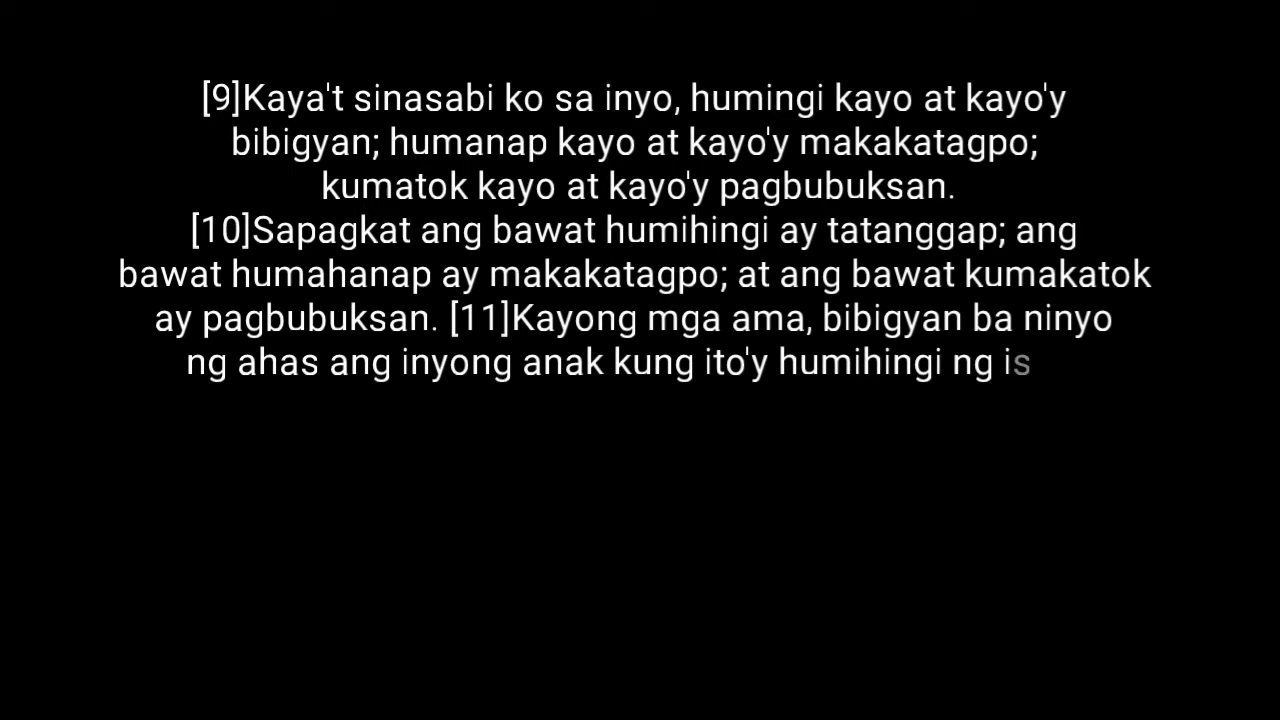 [9]Kaya't sinasabi ko sa inyo, humingi kayo at kayo'y
bibigyan; humanap kayo at kayo'y makakatagpo;
kumatok kayo at kayo'y pagbubuksan.
[10]Sapagkat ang bawat humihingi ay tatanggap; ang
bawat humahanap ay makakatagpo; at ang bawat kumakatok
ay pagbubuksan. [11]Kayong mga ama, bibigyan ba ninyo
ng ahas ang inyong anak kung ito'y humihingi ng is